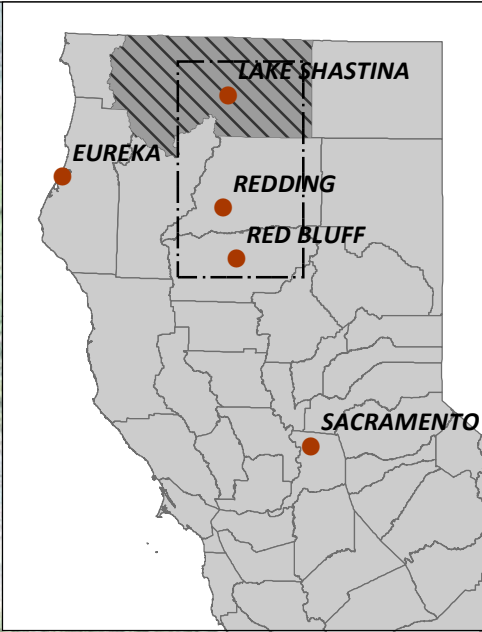 LAKE SHASTINA
EUREKA
REDDING
RED BLUFF
SACRAMENTO